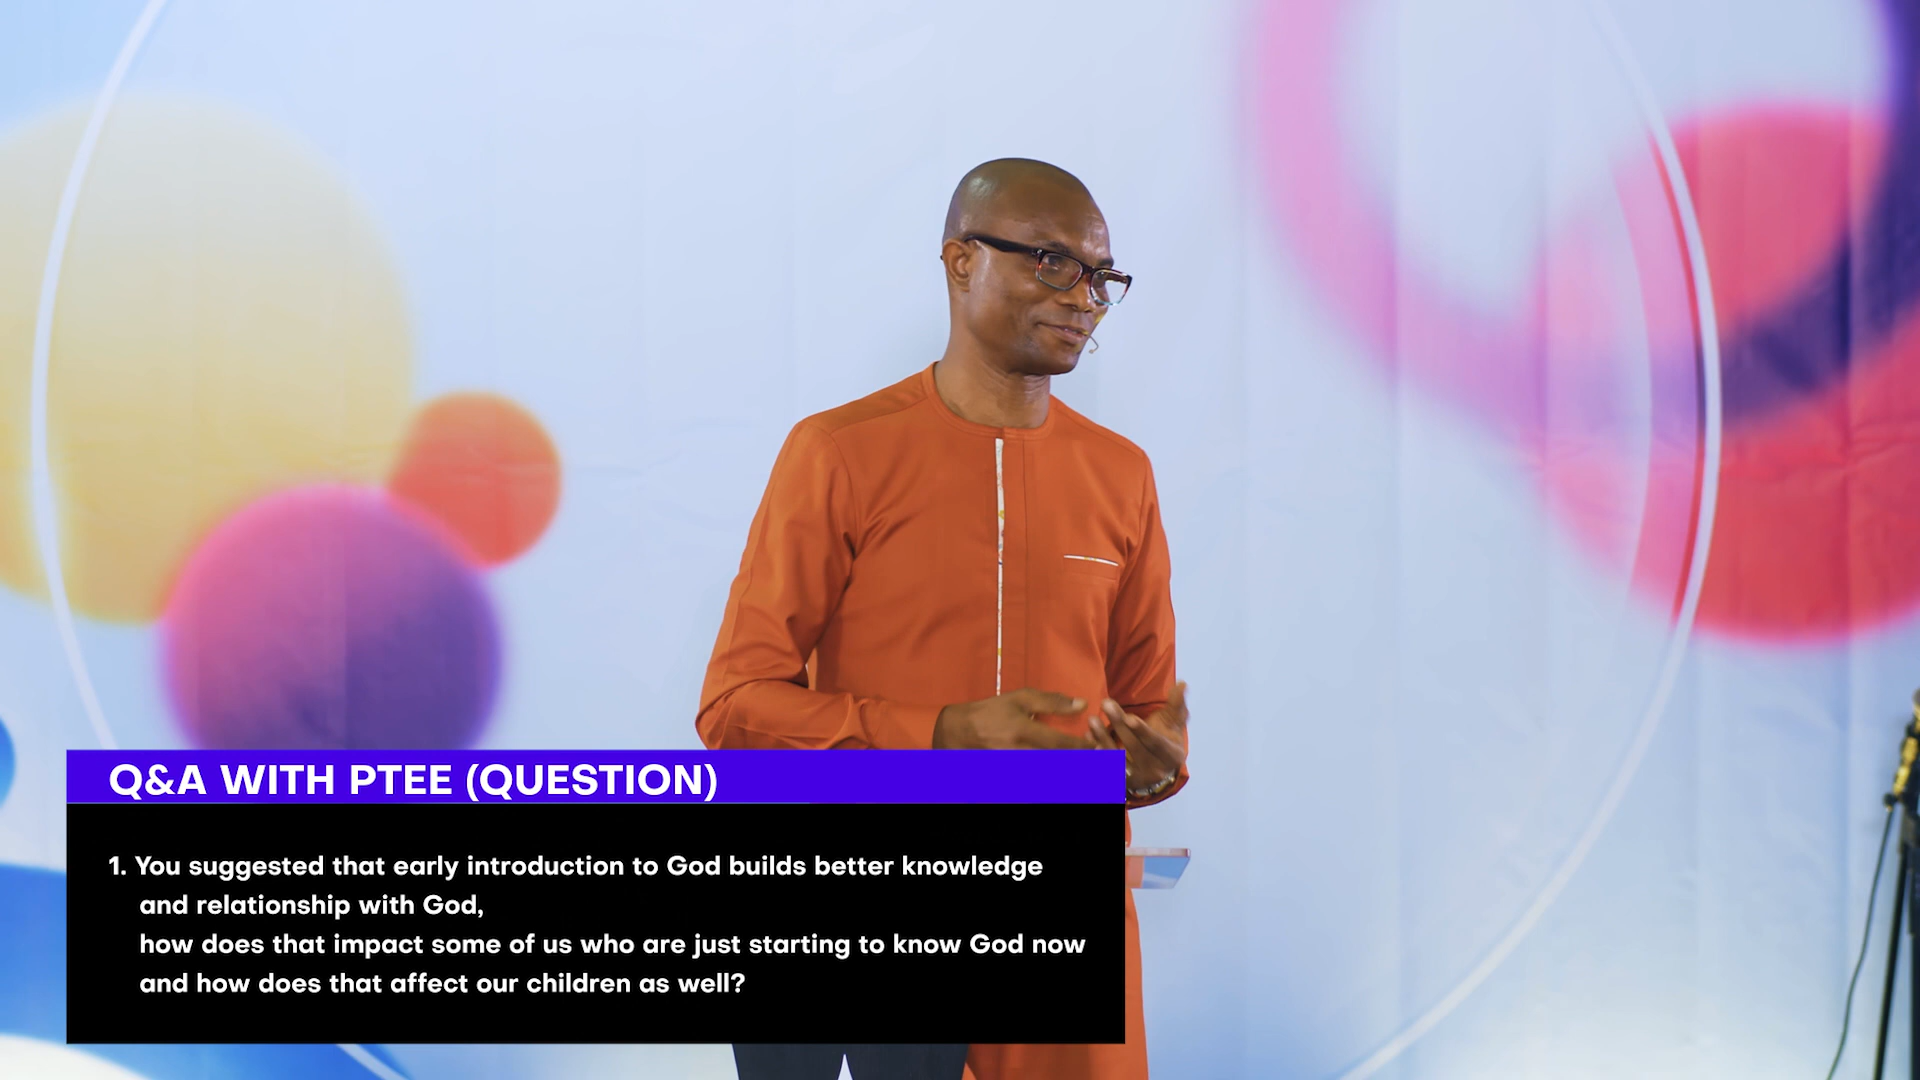 Q&A WITH PTEE (QUESTION)
1. You suggested that early introduction to God builds better knowledge
and relationship with God,
how does that impact some of us who are just starting to know God now
and how does that affect our children as well?